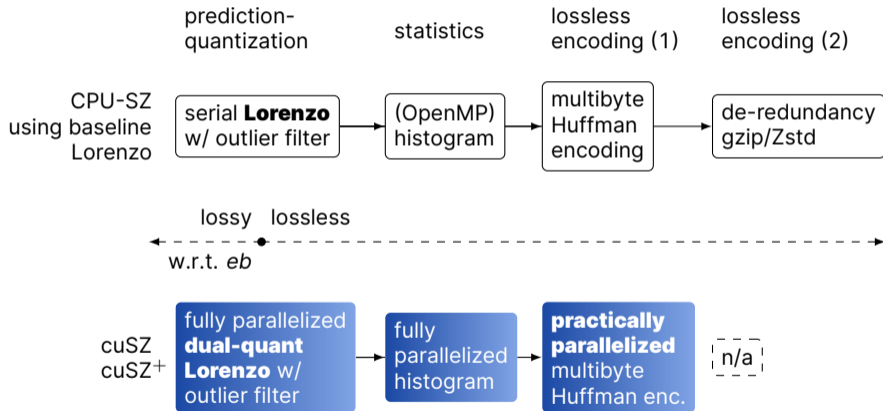 prediction-
quantization
statistics
lossless
encoding (1)
lossless
encoding (2)
CPU-SZ
using baseline
Lorenzo
serial Lorenzo
w/ outlier filter
(OpenMP)
histogram
multibyte
Huffman
encoding
de-redundancy
gzip/Zstd
lossy
lossless
w.r.t. eb
cuSZ
cuSZ⁺
fully parallelized
dual-quant
Lorenzo w/
outlier filter
fully
parallelized
histogram
practically
parallelized
multibyte
Huffman enc.
n/a